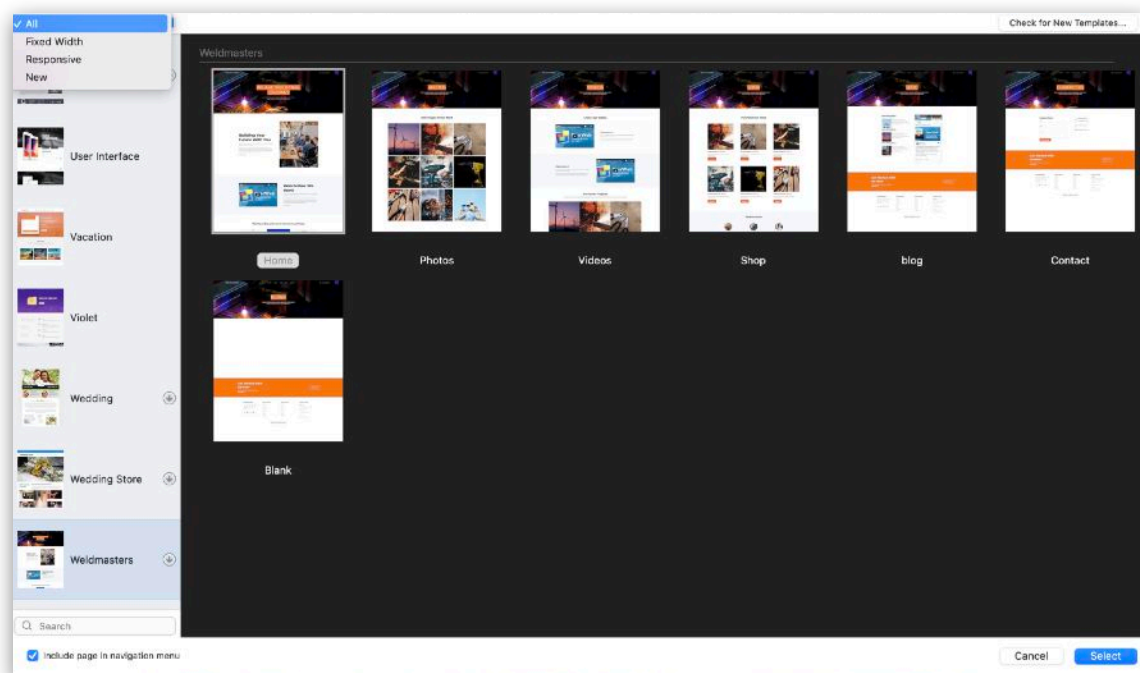 All
Fixed Width
Responsive
New
Check for New Templates...
Weldmasters
User Interface
Vacation
Violet
Wedding
Wedding Store
Weldmasters
Home
Photos
Videos
Shop
blog
Contact
Blank
Search
Include page in navigation menu
Cancel
Select